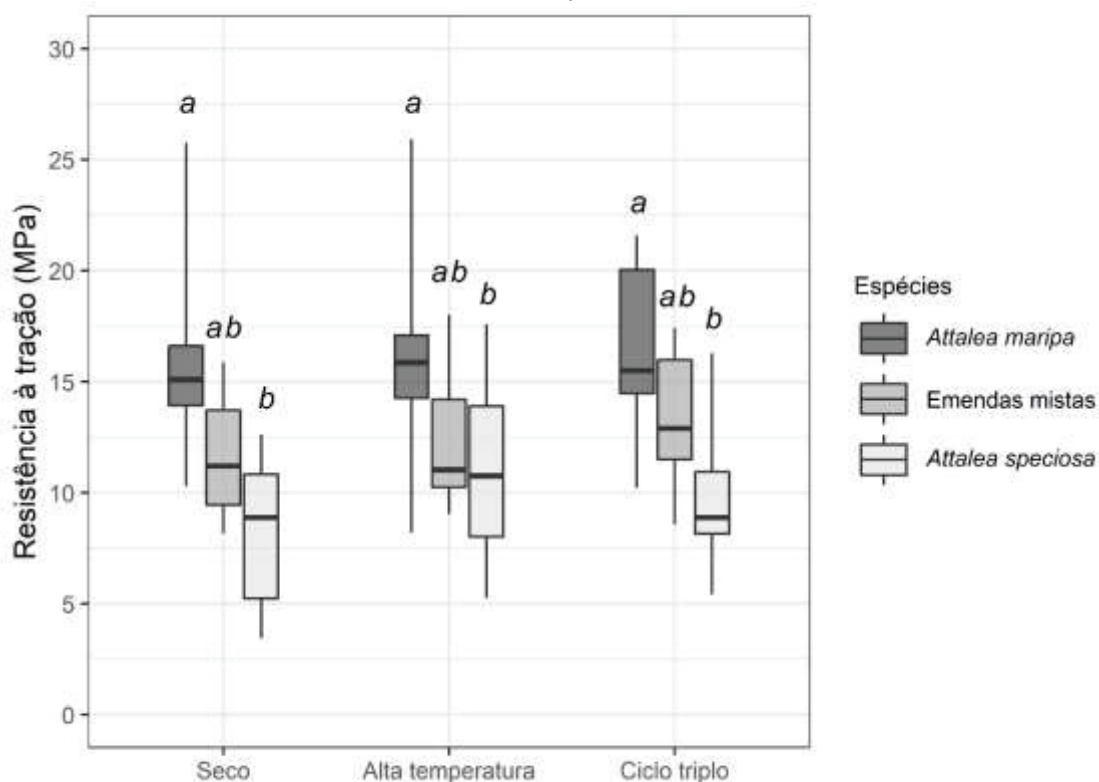 Resistência à tração (MPa)
30
25
20
15
10
5
0
a
ab
b
a
ab
b
a
ab
b
Seco
Alta temperatura
Ciclo triplo
Espécies
Attalea maripa
Emendas mistas
Attalea speciosa